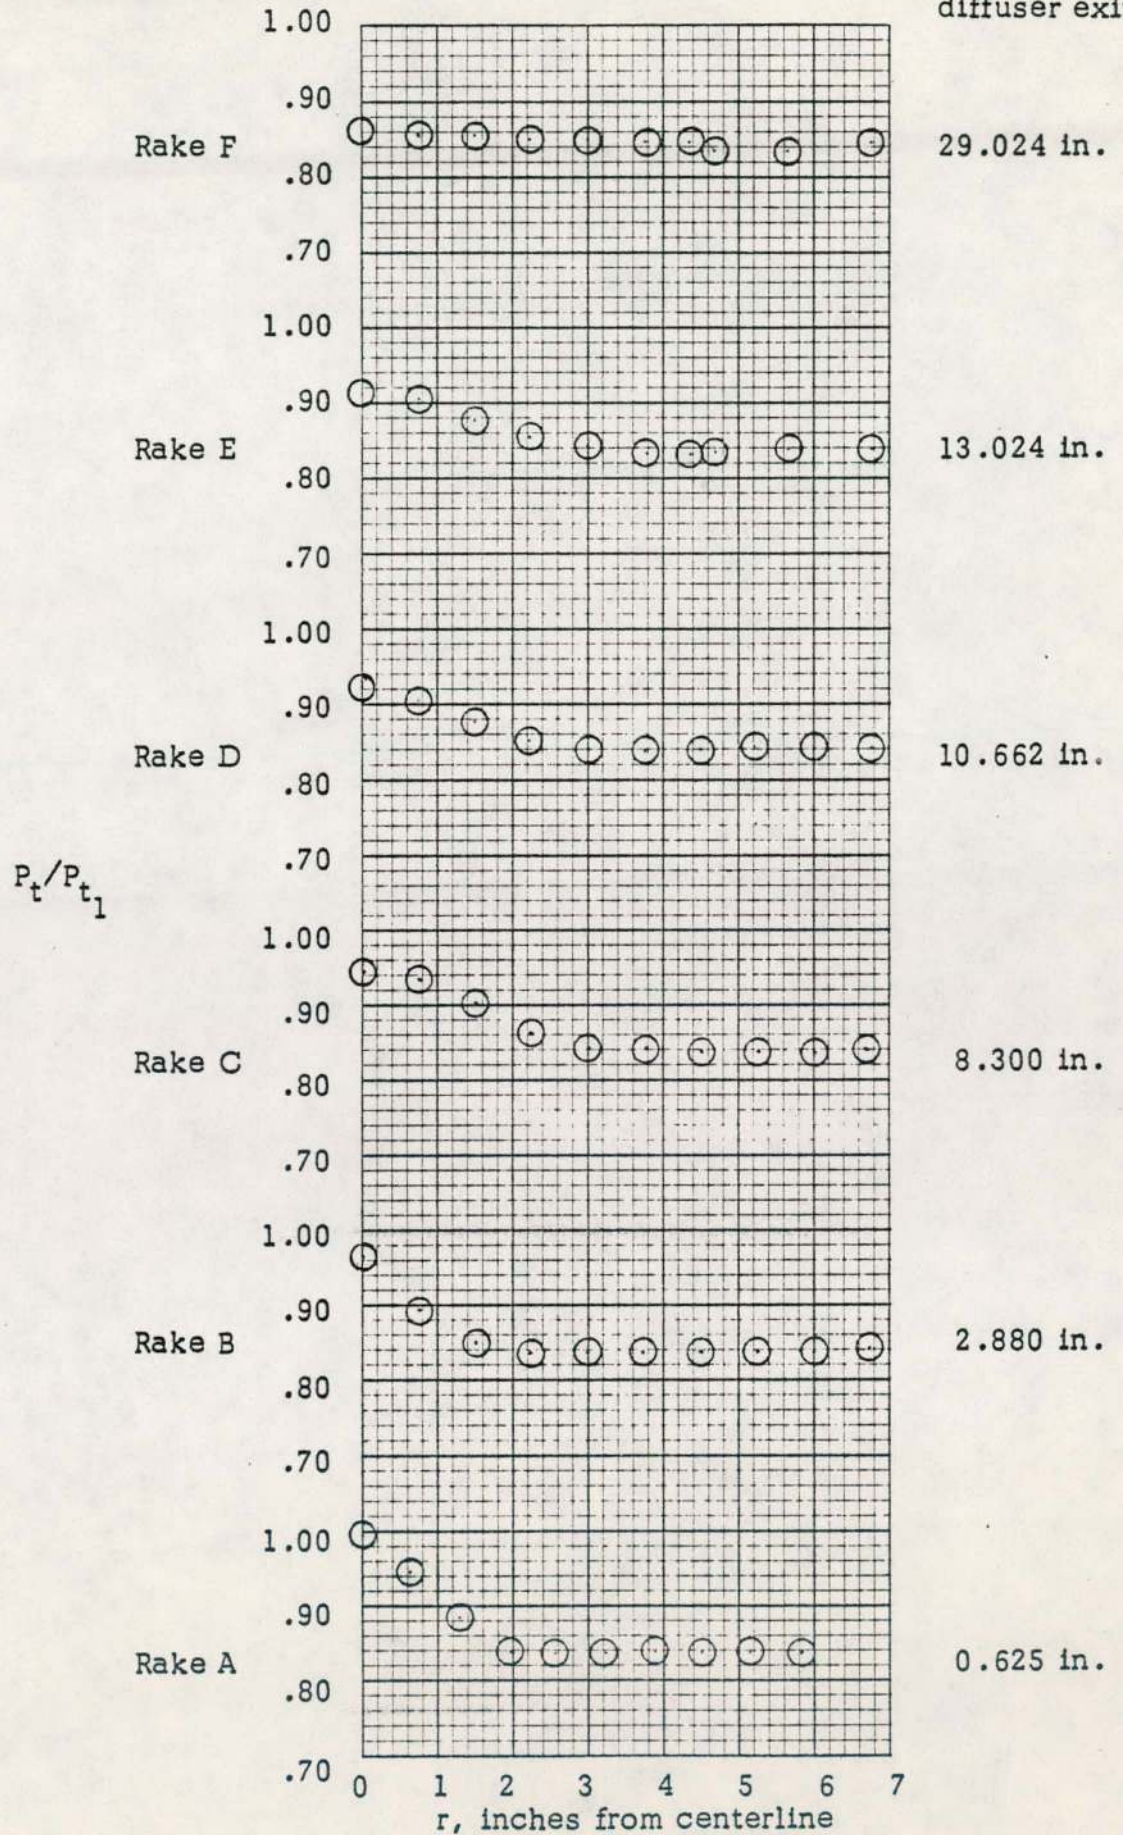 diffuser exi
1.00
.90
Rake F
29.024 in.
.80
.70
1.00
.90
Rake E
13.024 in.
.80
.70
1.00
.90
Rake D
10.662 in.
.80
.70
Pt/Pt1
1.00
.90
Rake C
8.300 in.
.80
.70
1.00
.90
Rake B
2.880 in.
.80
.70
1.00
.90
Rake A
0.625 in.
.80
.70
0 1 2 3 4 5 6 7
r, inches from centerline